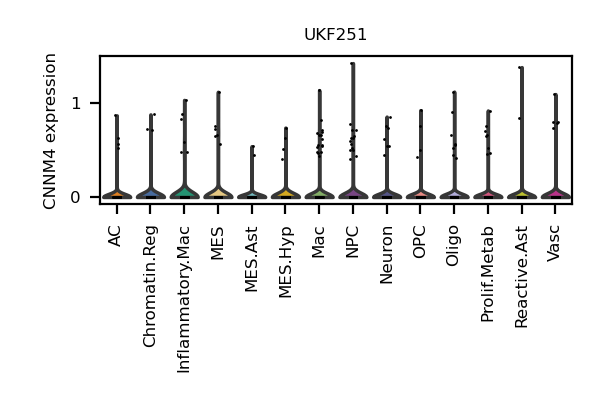 UKF251
CNNM4 expression
1
0
AC
Chromatin.Reg
Inflammatory.Mac
MES
MES.Ast
MES.Hyp
Mac
NPC
Neuron
OPC
Oligo
Prolif.Metab
Reactive.Ast
Vasc